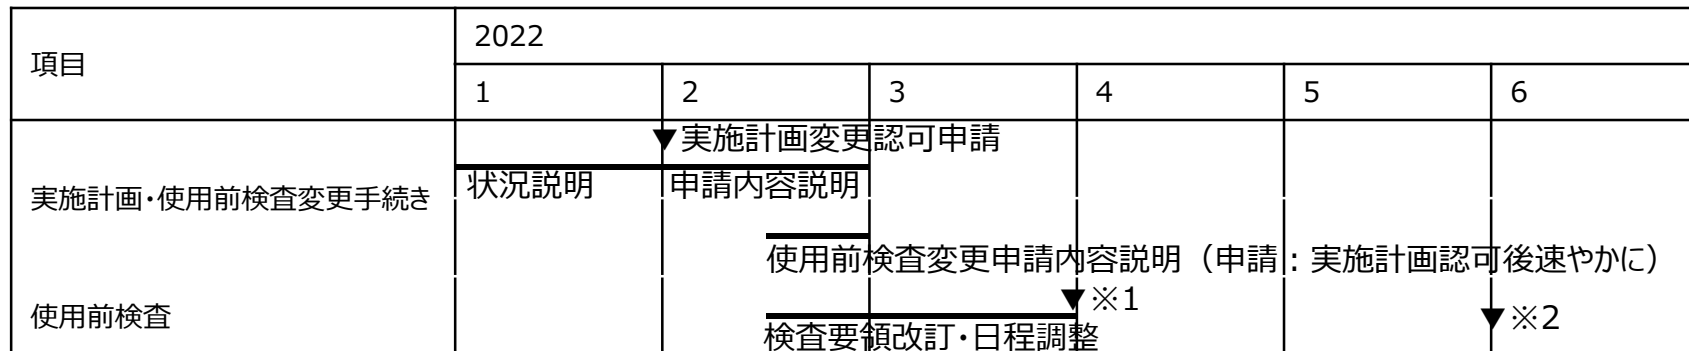 項目
2022
1
2
3
4
5
6
実施計画変更認可申請
状況説明
申請内容説明
実施計画・使用前検査変更手続き
使用前検査変更申請内容説明（申請：実施計画認可後速やかに）
※1
使用前検査
※2
検査要領改訂・日程調整